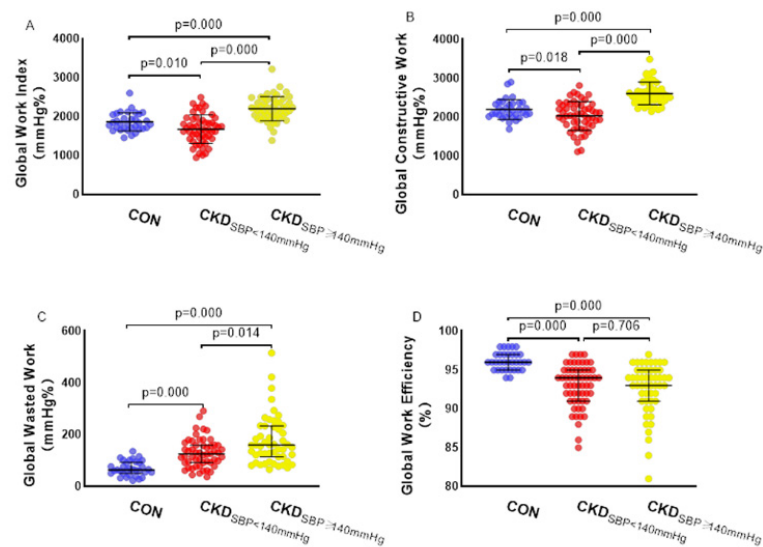 A
p=0.000
p=0.010
p=0.000
Global Work Index
(mmHg%)
4000
3000
2000
1000
0
CON
CKDSBP<140mmHg
CKDSBP≥140mmHg
B
p=0.000
p=0.018
p=0.000
Global Constructive Work
(mmHg%)
4000
3000
2000
1000
0
CON
CKDSBP<140mmHg
CKDSBP≥140mmHg
C
p=0.000
p=0.014
p=0.000
Global Wasted Work
(mmHg%)
600
400
200
0
CON
CKDSBP<140mmHg
CKDSBP≥140mmHg
D
p=0.000
p=0.000
p=0.706
Global Work Efficiency
(%)
100
95
90
85
80
CON
CKDSBP<140mmHg
CKDSBP≥140mmHg